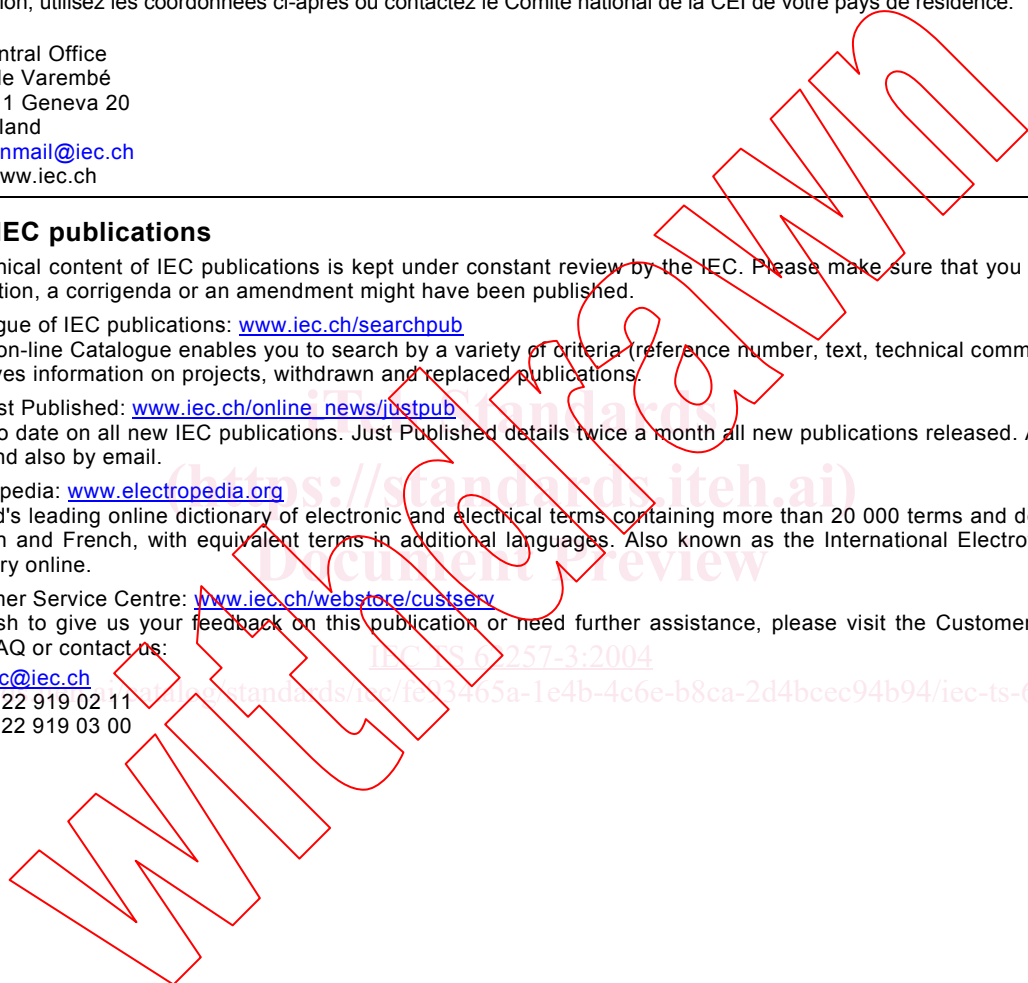 ion, utilisez les coordonnées ci-après ou contactez le Comité national de la CEI de votre pays de résidence.
ntral Office
de Varembé
1 Geneva 20
land
nmail@iec.ch
ww.iec.ch
IEC publications
nical content of IEC publications is kept under constant review by the IEC. Please make sure that you
tion, a corrigenda or an amendment might have been published.
gue of IEC publications: www.iec.ch/searchpub
on-line Catalogue enables you to search by a variety of criteria (reference number, text, technical comm
ves information on projects, withdrawn and replaced publications.
iTeh Standards
st Published: www.iec.ch/online_news/justpub
o date on all new IEC publications. Just Published details twice a month all new publications released. A
nd also by email.
(https://standards.iteh.ai)
pedia: www.electropedia.org
d's leading online dictionary of electronic and electrical terms containing more than 20 000 terms and de
n and French, with equivalent terms in additional languages. Also known as the International Electro
ry online.
Document Preview
ner Service Centre: www.iec.ch/webstore/custserv
sh to give us your feedback on this publication or need further assistance, please visit the Customer
AQ or contact us:
IEC TS 62257-3:2004
c@iec.ch
/standards/iec/fe93465a-1e4b-4c6e-b8ca-2d4bcec94b94/iec-ts-6
22 919 02 11
22 919 03 00
withdrawn